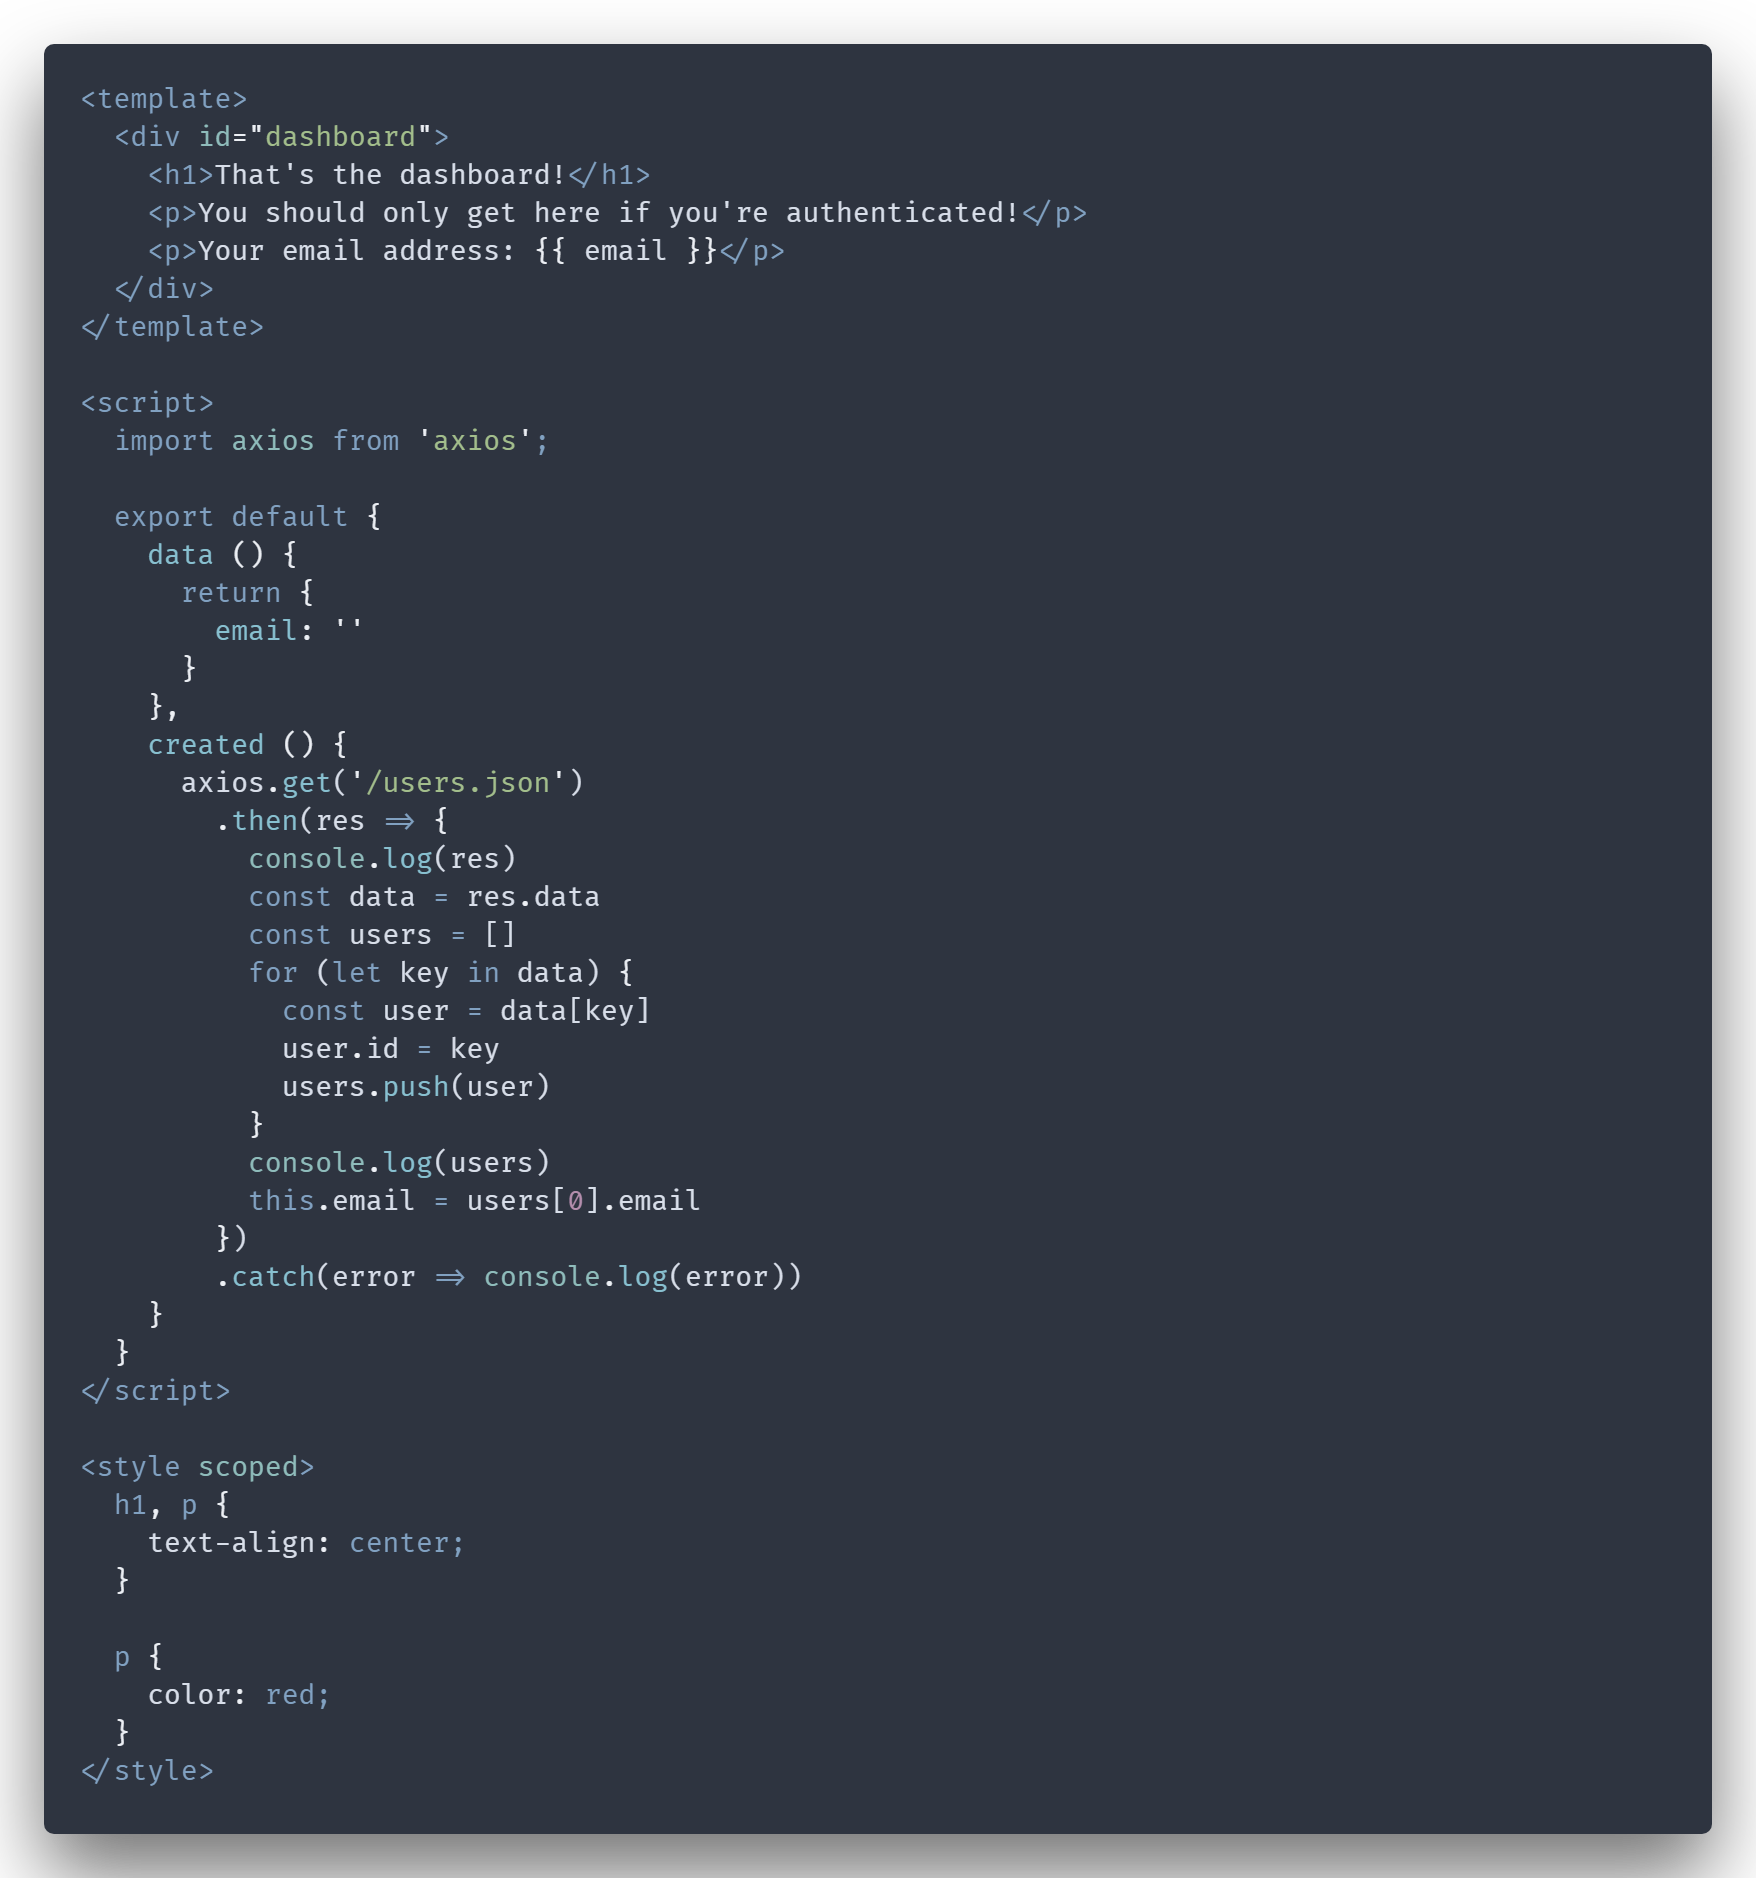 <template>
  <div id="dashboard">
    <h1>That's the dashboard!</h1>
    <p>You should only get here if you're authenticated!</p>
    <p>Your email address: {{ email }}</p>
  </div>
</template>

<script>
  import axios from 'axios';

  export default {
    data () {
      return {
        email: ''
      }
    },
    created () {
      axios.get('/users.json')
        .then(res => {
          console.log(res)
          const data = res.data
          const users = []
          for (let key in data) {
            const user = data[key]
            user.id = key
            users.push(user)
          }
          console.log(users)
          this.email = users[0].email
        })
        .catch(error => console.log(error))
    }
  }
</script>

<style scoped>
  h1, p {
    text-align: center;
  }

  p {
    color: red;
  }
</style>